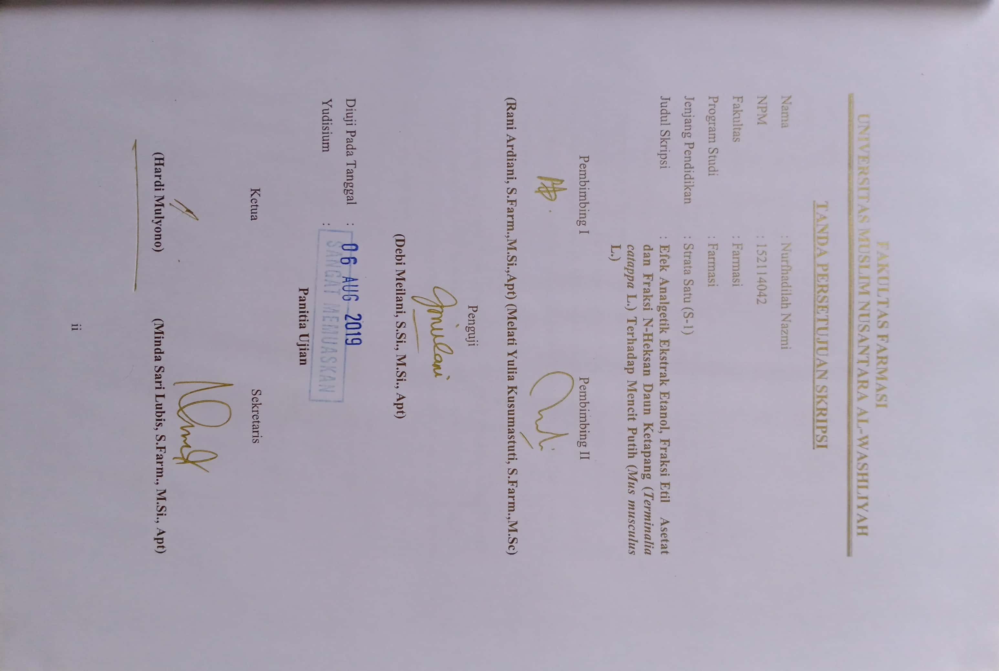 FAKULTAS FARMASI
UNIVERSITAS MUSLIM NUSANTARA AL-WASHLIYAH
TANDA PERSETUJUAN SKRIPSI
Nama : Nurfhadilah Nazmi
NPM : 152114042
Fakultas : Farmasi
Program Studi : Farmasi
Jenjang Pendidikan : Strata Satu (S-1)
Judul Skripsi : Efek Analgetik Ekstrak Etanol, Fraksi Etil Asetat
dan Fraksi N-Heksan Daun Ketapang (Terminalia
catappa L.) Terhadap Mencit Putih (Mus musculus
L.)
Pembimbing I Pembimbing II
(Rani Ardiani, S.Farm.,M.Si.,Apt) (Melati Yulia Kusumastuti, S.Farm.,M.Sc)
Penguji
(Debi Meilani, S.Si., M.Si., Apt)
Diuji Pada Tanggal : 06 AUG 2019
Yudisium : SANGAT MEMUASKAN
Panitia Ujian
Ketua Sekretaris
(Hardi Mulyono) (Minda Sari Lubis, S.Farm., M.Si., Apt)
ii